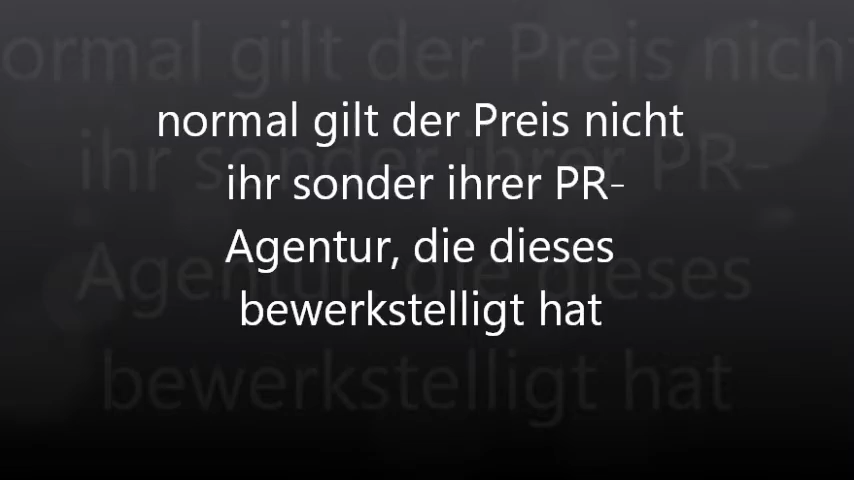 normal gilt der Preis nicht
ihr sonder ihrer PR-
Agentur, die dieses
bewerkstelligt hat